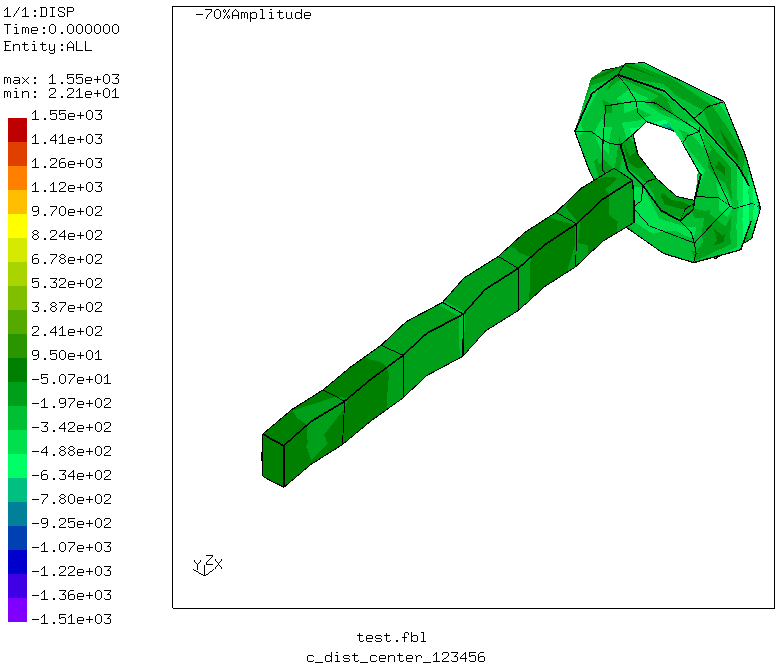 1/1:DISP
Time:0.000000
Entity:ALL
max: 1.55e+03
min: 2.21e+01
1.55e+03
1.41e+03
1.26e+03
1.12e+03
9.70e+02
8.24e+02
6.78e+02
5.32e+02
3.87e+02
2.41e+02
9.50e+01
-5.07e+01
-1.97e+02
-3.42e+02
-4.88e+02
-6.34e+02
-7.80e+02
-9.25e+02
-1.07e+03
-1.22e+03
-1.36e+03
-1.51e+03
-70%Amplitude
Y Z X
test.fbl
c_dist_center_123456